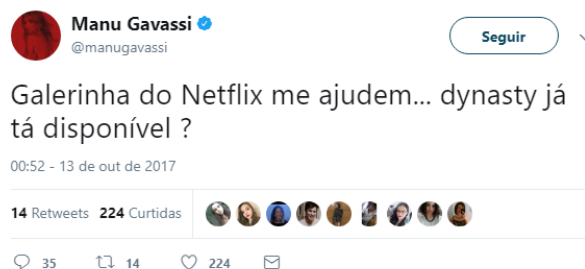 Manu Gavassi
@manugavassi
Seguir
Galerinha do Netflix me ajudem... dynasty já
tá disponível ?
00:52 - 13 de out de 2017
14 Retweets 224 Curtidas
35 14 224